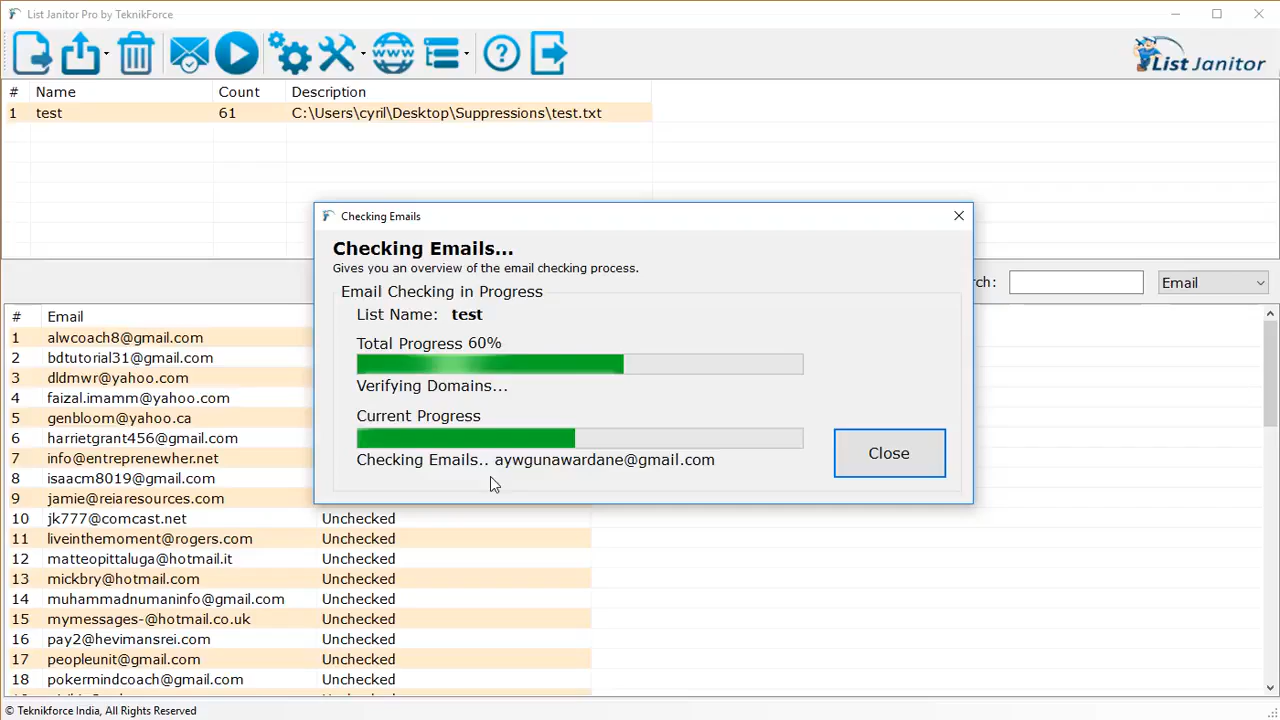 List Janitor Pro by TeknikForce
www
?
List Janitor
# Name Count Description
1 test 61 C:\Users\cyril\Desktop\Suppressions\test.txt
Checking Emails
Checking Emails...
Gives you an overview of the email checking process.
Email Checking in Progress
List Name: test
Total Progress 60%
Verifying Domains...
Current Progress
Checking Emails.. aywgunawardane@gmail.com
Close
rch: Email
# Email
1 alwcoach8@gmail.com
2 bdtutorial31@gmail.com
3 dldmwr@yahoo.com
4 faizal.imamm@yahoo.com
5 genbloom@yahoo.ca
6 harrietgrant456@gmail.com
7 info@entreprenewher.net
8 isaacm8019@gmail.com
9 jamie@reiaresources.com
10 jk777@comcast.net Unchecked
11 liveinthemoment@rogers.com Unchecked
12 matteopittaluga@hotmail.it Unchecked
13 mickbry@hotmail.com Unchecked
14 muhammadnumaninfo@gmail.com Unchecked
15 mymessages-@hotmail.co.uk Unchecked
16 pay2@hevimansrei.com Unchecked
17 peopleunit@gmail.com Unchecked
18 pokermindcoach@gmail.com Unchecked
© Teknikforce India, All Rights Reserved